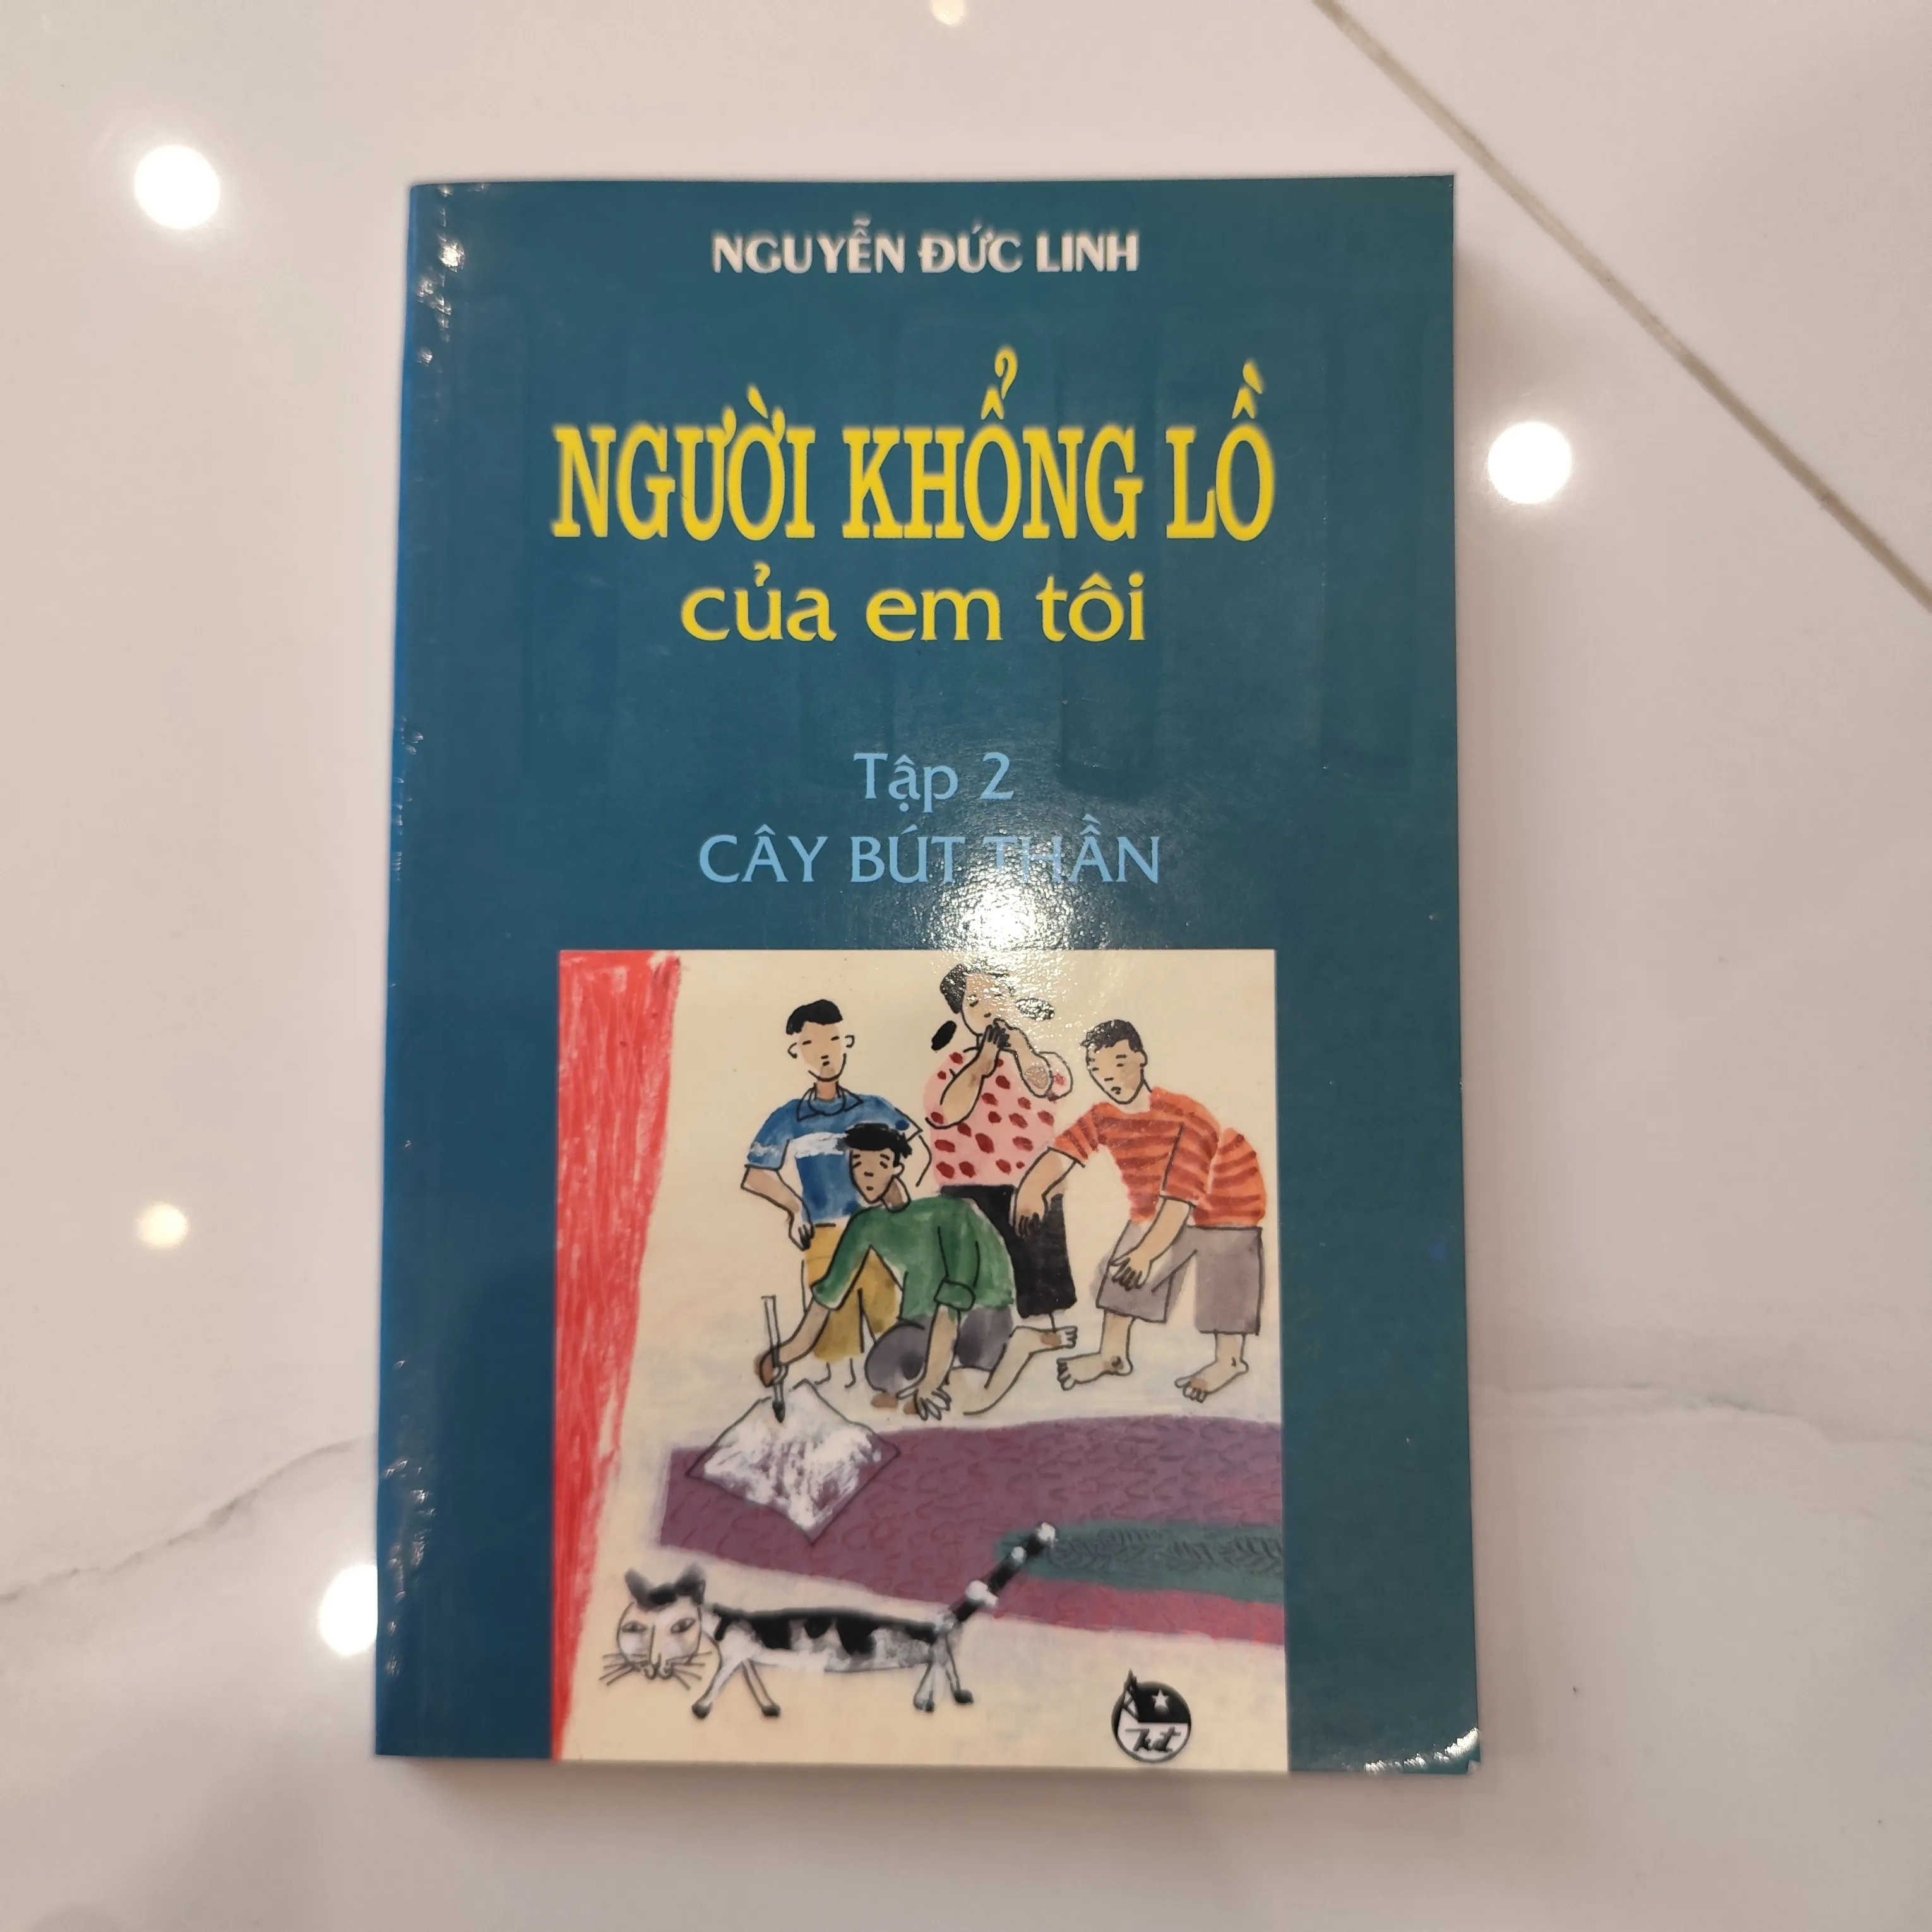 NGUYỄN ĐỨC LINH
NGƯỜI KHỔNG LỒ
của em tôi
Tập 2
CÂY BÚT THẦN